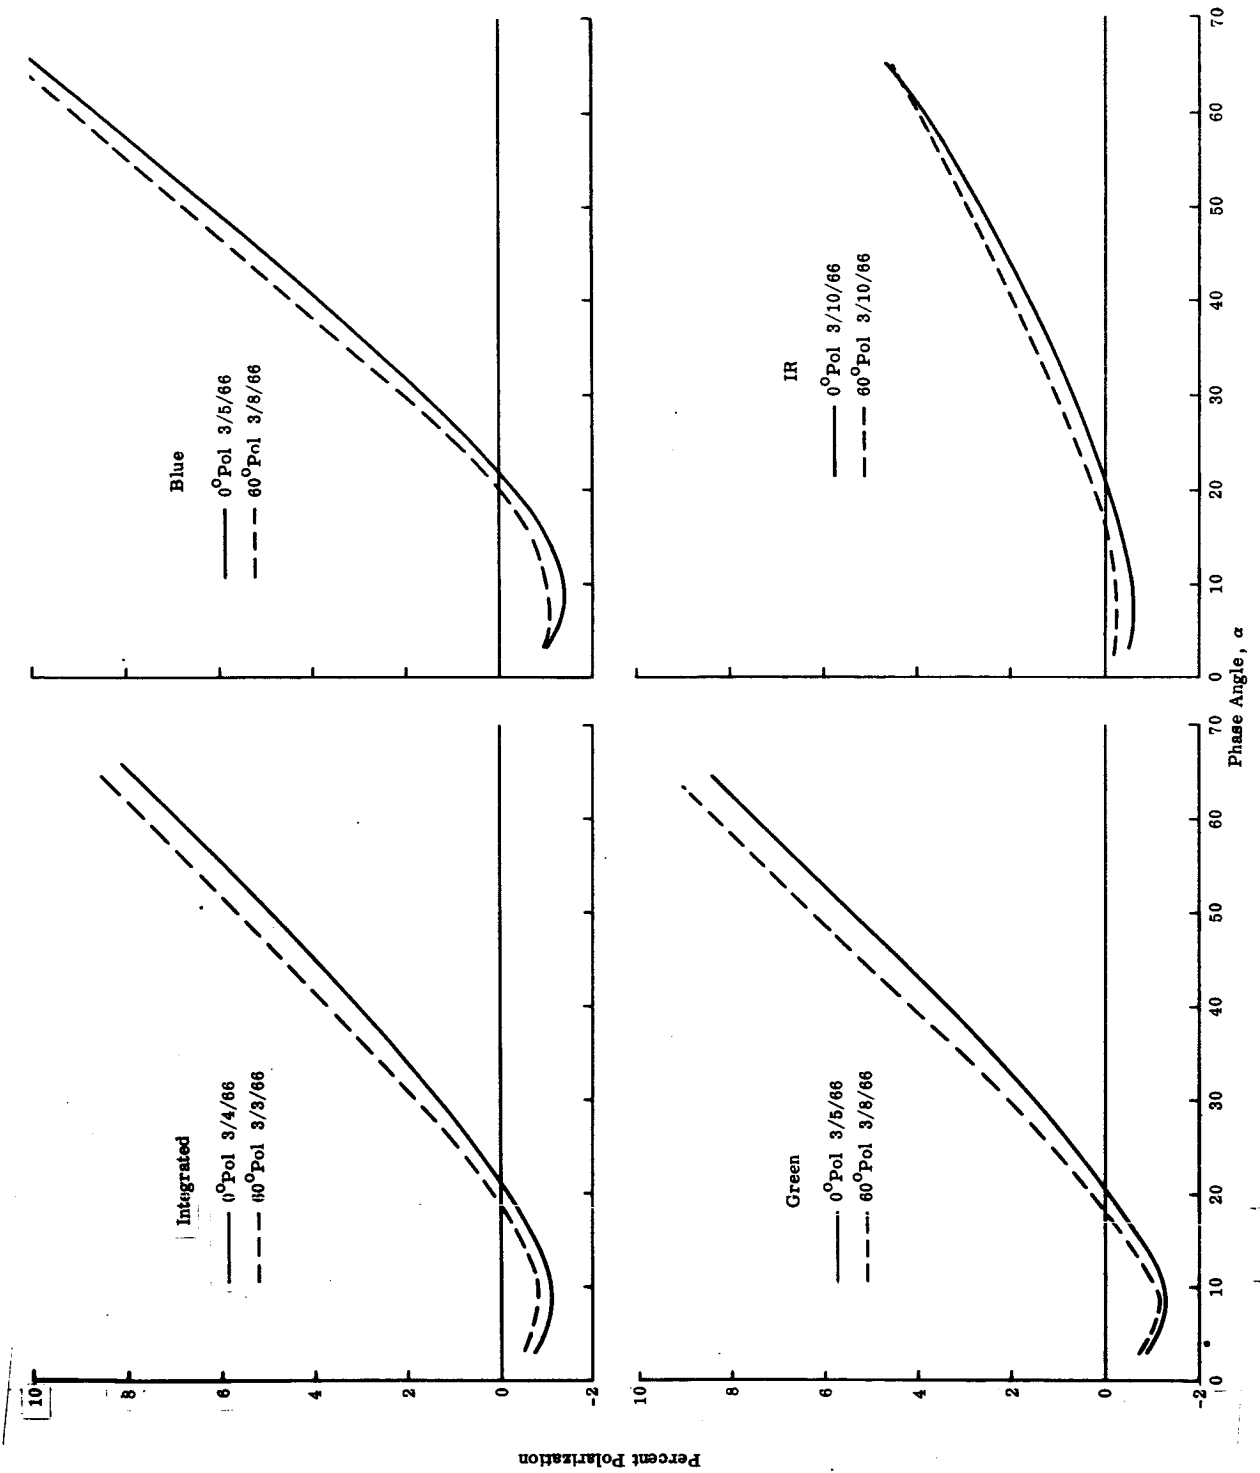 Percent Polarization
Integrated
0°Pol 3/4/66
60°Pol 3/3/66
10
8
6
4
2
0
-2
Blue
0°Pol 3/5/66
60°Pol 3/8/66
Green
0°Pol 3/5/66
60°Pol 3/8/66
10
8
6
4
2
0
-2
0 10 20 30 40 50 60 70
IR
0°Pol 3/10/66
60°Pol 3/10/66
0 10 20 30 40 50 60 70
Phase Angle, α